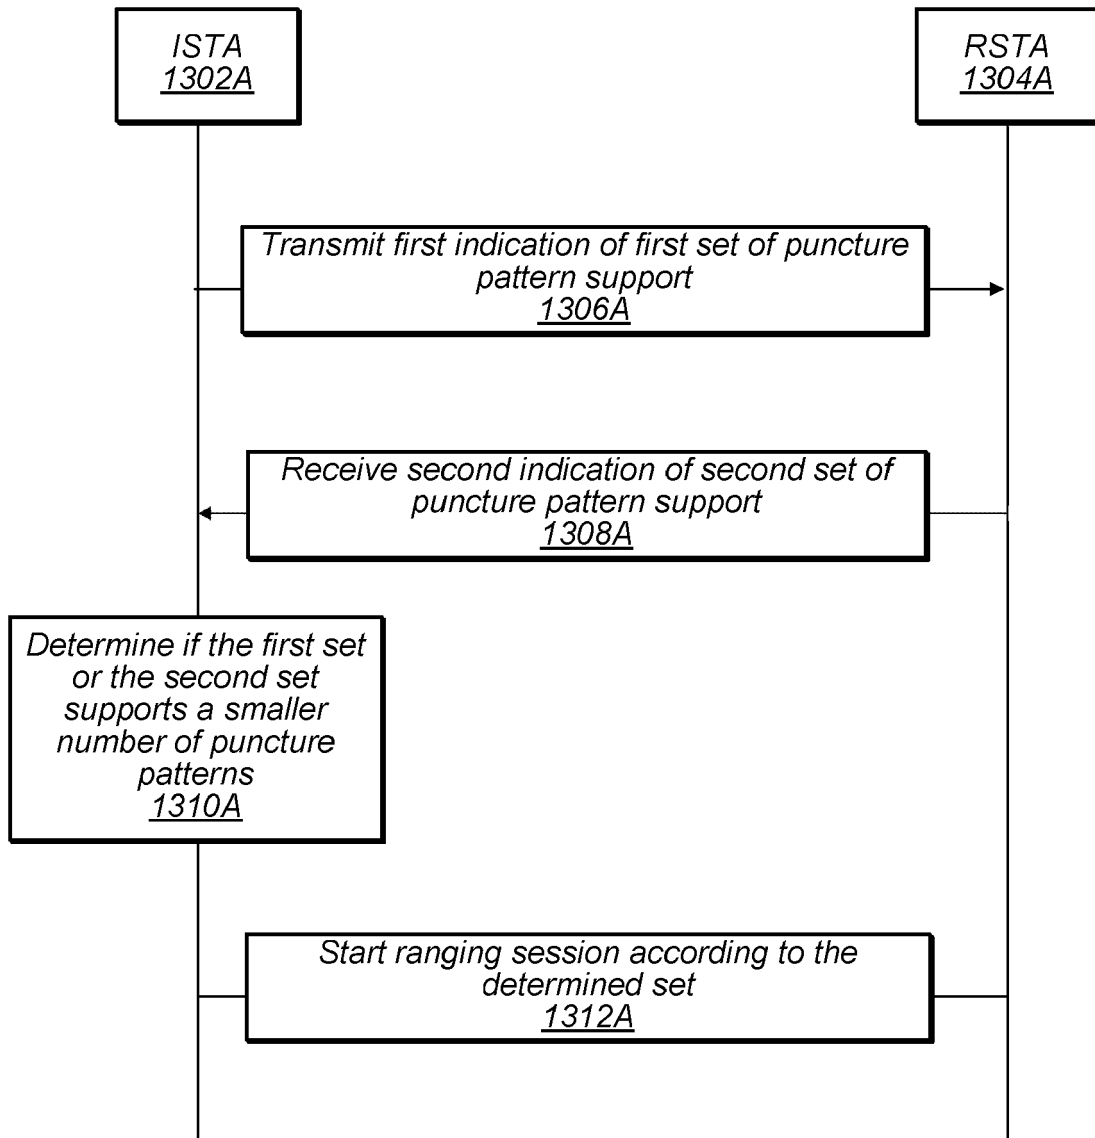 ISTA
1302A
RSTA
1304A
Transmit first indication of first set of puncture
pattern support
1306A
Receive second indication of second set of
puncture pattern support
1308A
Determine if the first set
or the second set
supports a smaller
number of puncture
patterns
1310A
Start ranging session according to the
determined set
1312A